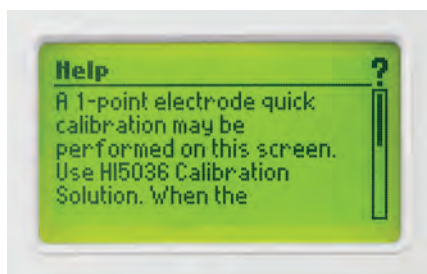 Help ?
A 1-point electrode quick
calibration may be
performed on this screen.
Use HI5036 Calibration
Solution. When the